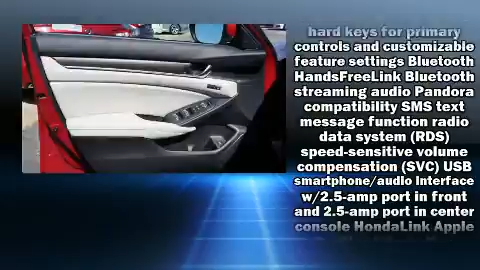 hard keys for primary
controls and customizable
feature settings Bluetooth
HandsFreeLink Bluetooth
streaming audio Pandora
compatibility SMS text
message function radio
data system (RDS)
speed-sensitive volume
compensation (SVC) USB
smartphone/audio Interface
w/2.5-amp port in front
and 2.5-amp port in center
console HondaLink Apple